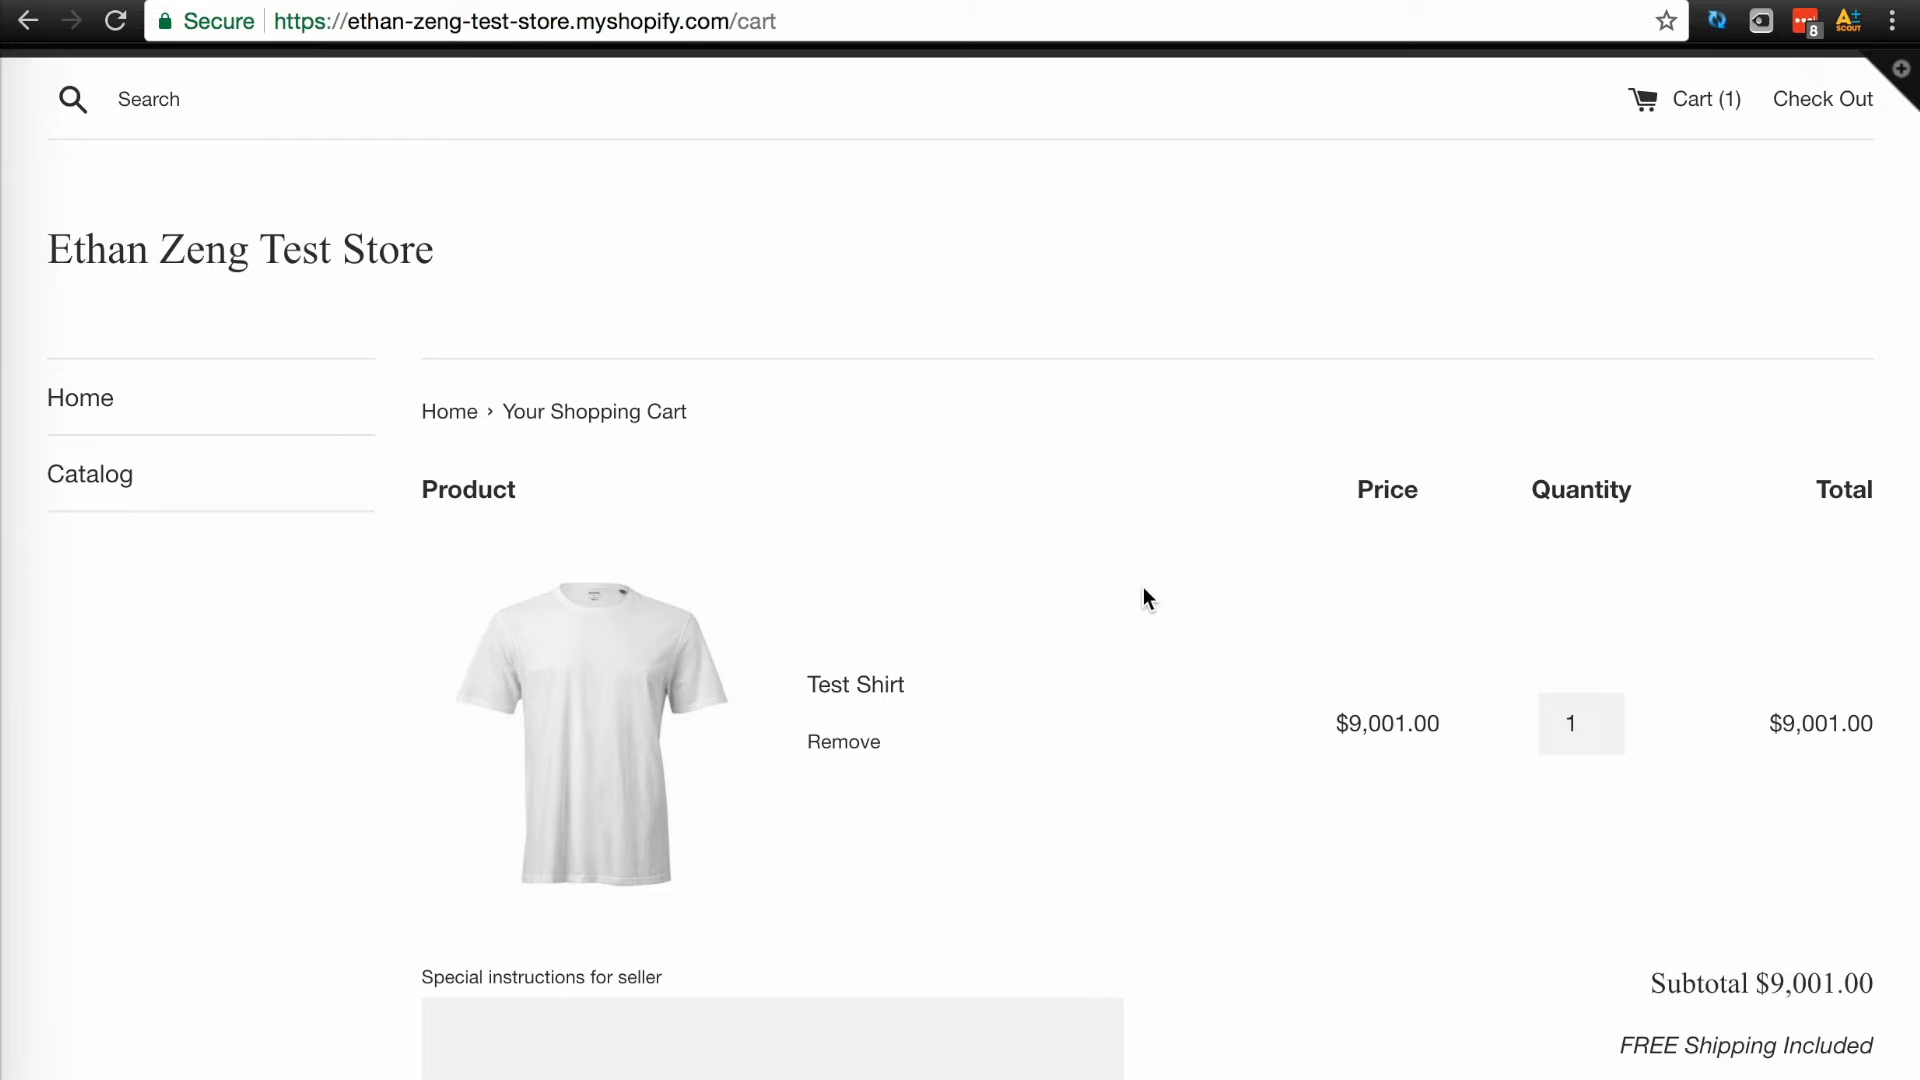 Secure https://ethan-zeng-test-store.myshopify.com/cart
8
A+
SCOUT
Search
Cart (1) Check Out
Ethan Zeng Test Store
Home
Catalog
Home › Your Shopping Cart
Product Price Quantity Total
Test Shirt
Remove
$9,001.00 1 $9,001.00
Special instructions for seller
Subtotal $9,001.00
FREE Shipping Included